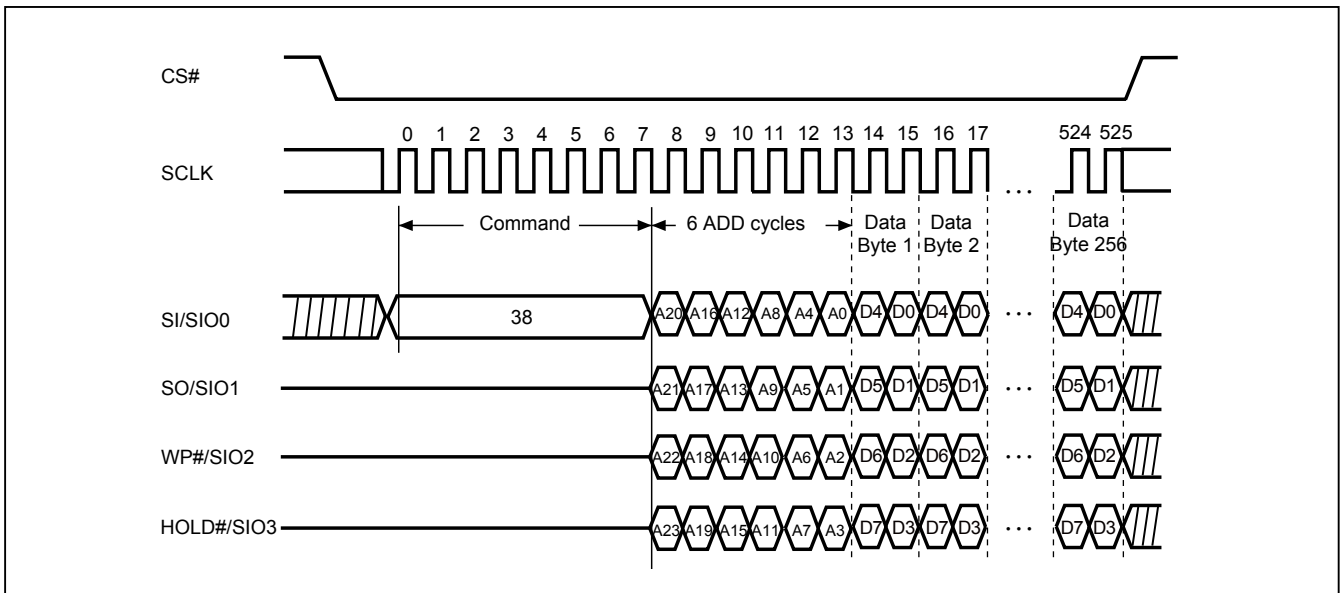 CS#
0 1 2 3 4 5 6 7 8 9 10 11 12 13 14 15 16 17 524 525
SCLK
...
Command 6 ADD cycles Data Data Data
Byte 1 Byte 2 Byte 256
SI/SIO0 38 A20 A16 A12 A8 A4 A0 D4 D0 D4 D0 ... D4 D0
SO/SIO1 A21 A17 A13 A9 A5 A1 D5 D1 D5 D1 ... D5 D1
WP#/SIO2 A22 A18 A14 A10 A6 A2 D6 D2 D6 D2 ... D6 D2
HOLD#/SIO3 A23 A19 A15 A11 A7 A3 D7 D3 D7 D3 ... D7 D3